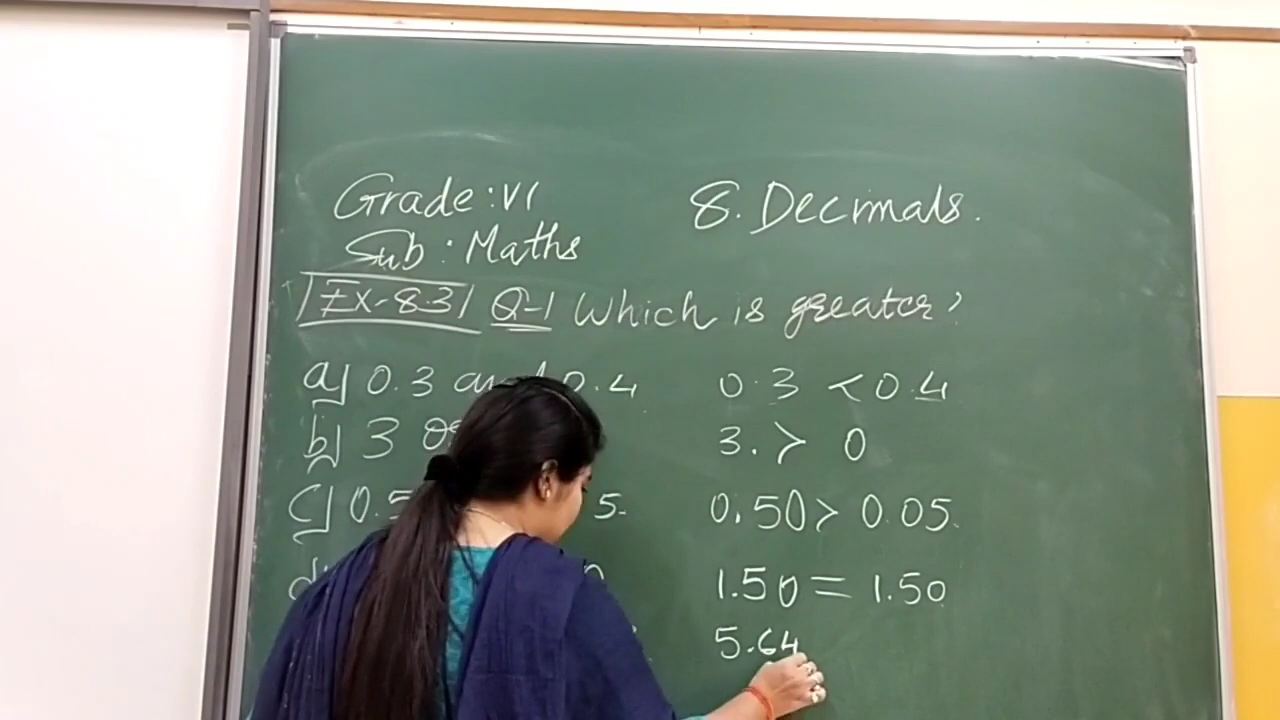 Grade : VI
8. Decimals.
Sub : Maths
Ex-8.3 Q-1 Which is greater?
a) 0.3 and 0.4 0.3 < 0.4
b) 3 3. > 0
c) 0.5 5. 0.50 > 0.05.
1.50 = 1.50
5.64